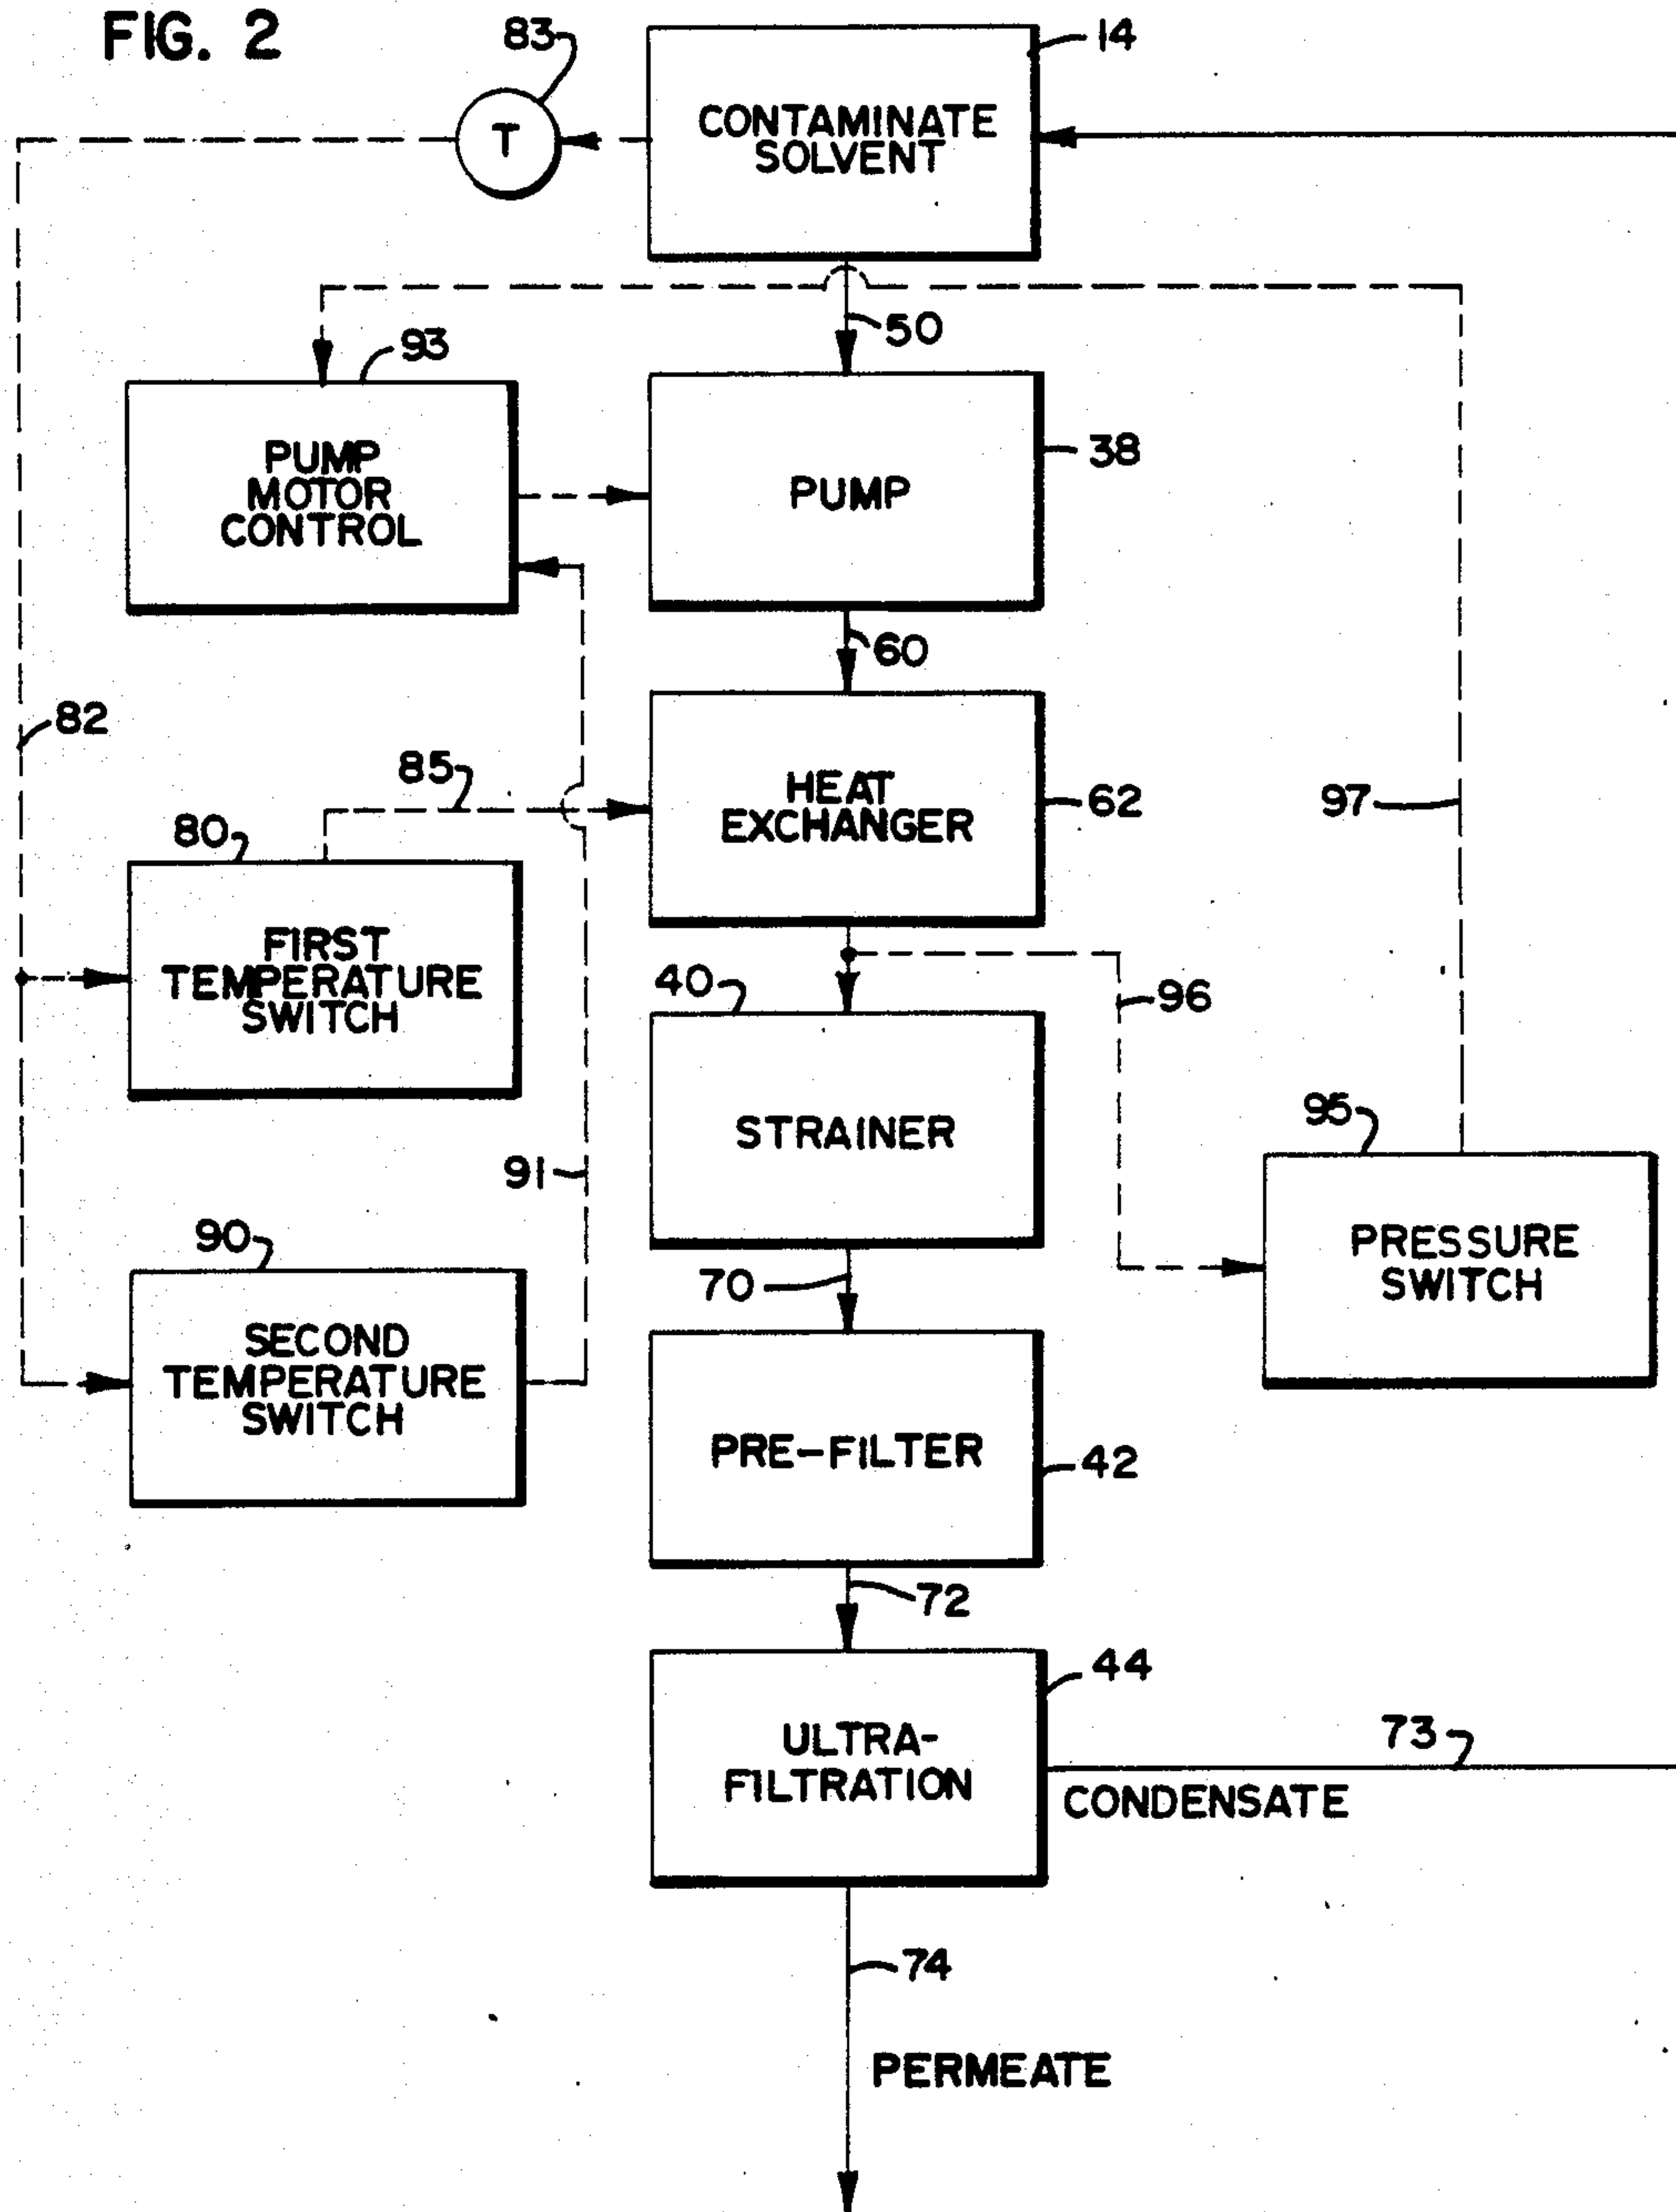 FIG. 2
83
14
T
CONTAMINATE
SOLVENT
50
93
38
PUMP
MOTOR
CONTROL
PUMP
60
82
85
62
97
80
HEAT
EXCHANGER
FIRST
TEMPERATURE
SWITCH
40
96
STRAINER
95
91
90
70
PRESSURE
SWITCH
SECOND
TEMPERATURE
SWITCH
PRE-FILTER
42
72
44
ULTRA-
FILTRATION
73
CONDENSATE
74
PERMEATE